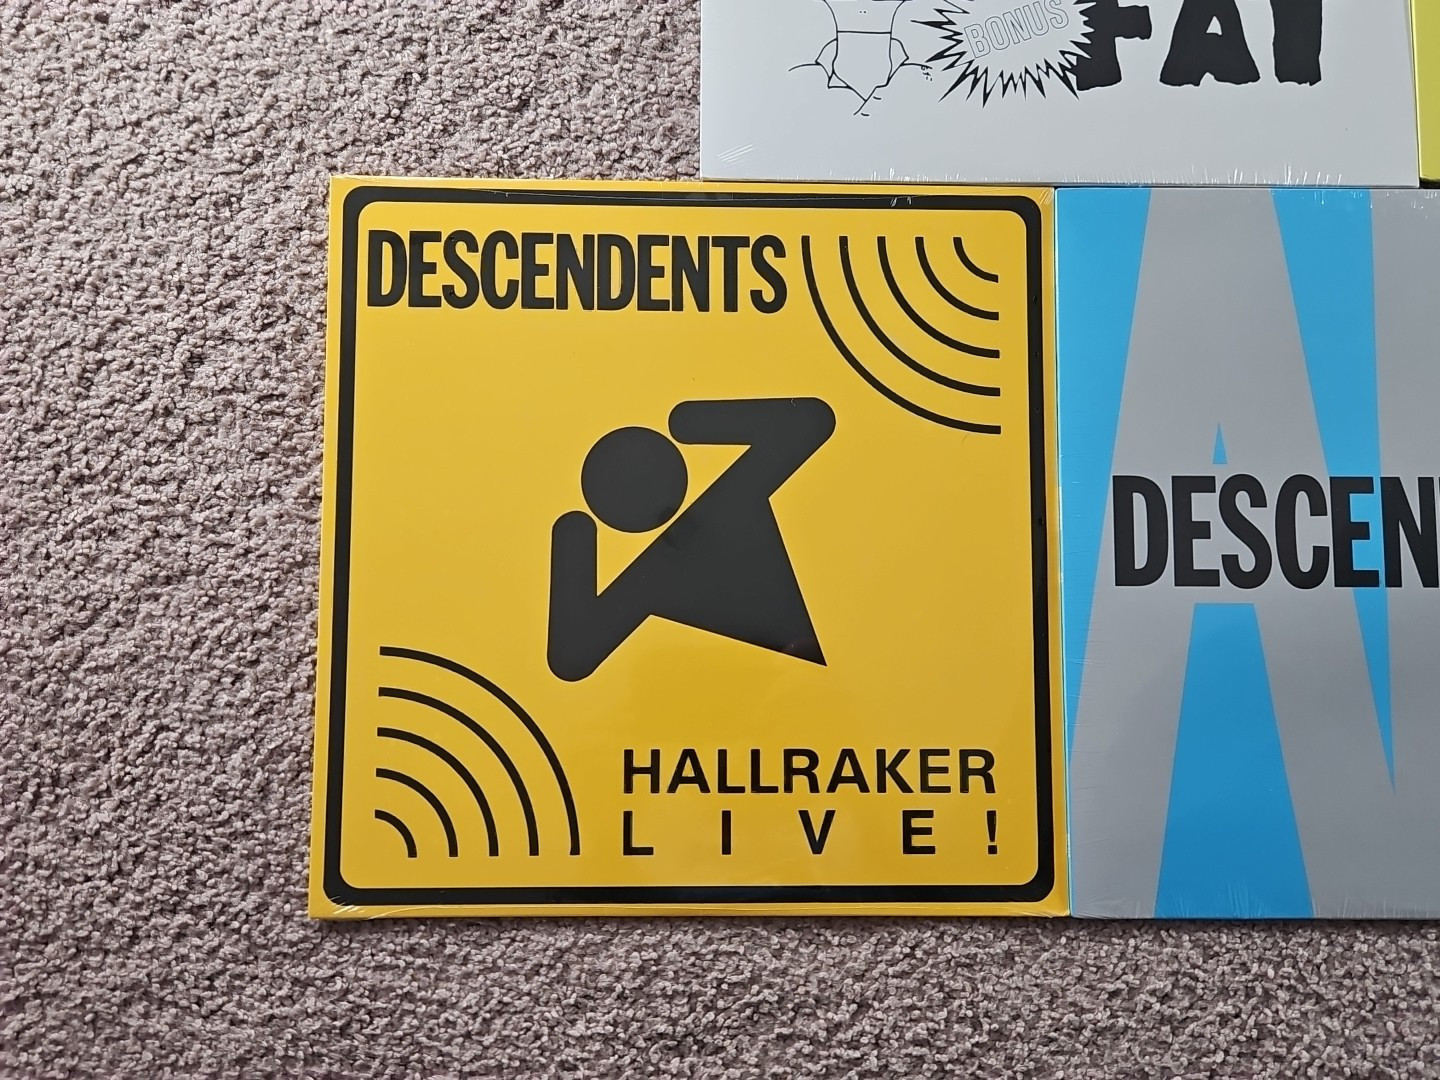 BONUS
FAT
DESCENDENTS
DESCEN
HALLRAKER
LIVE!